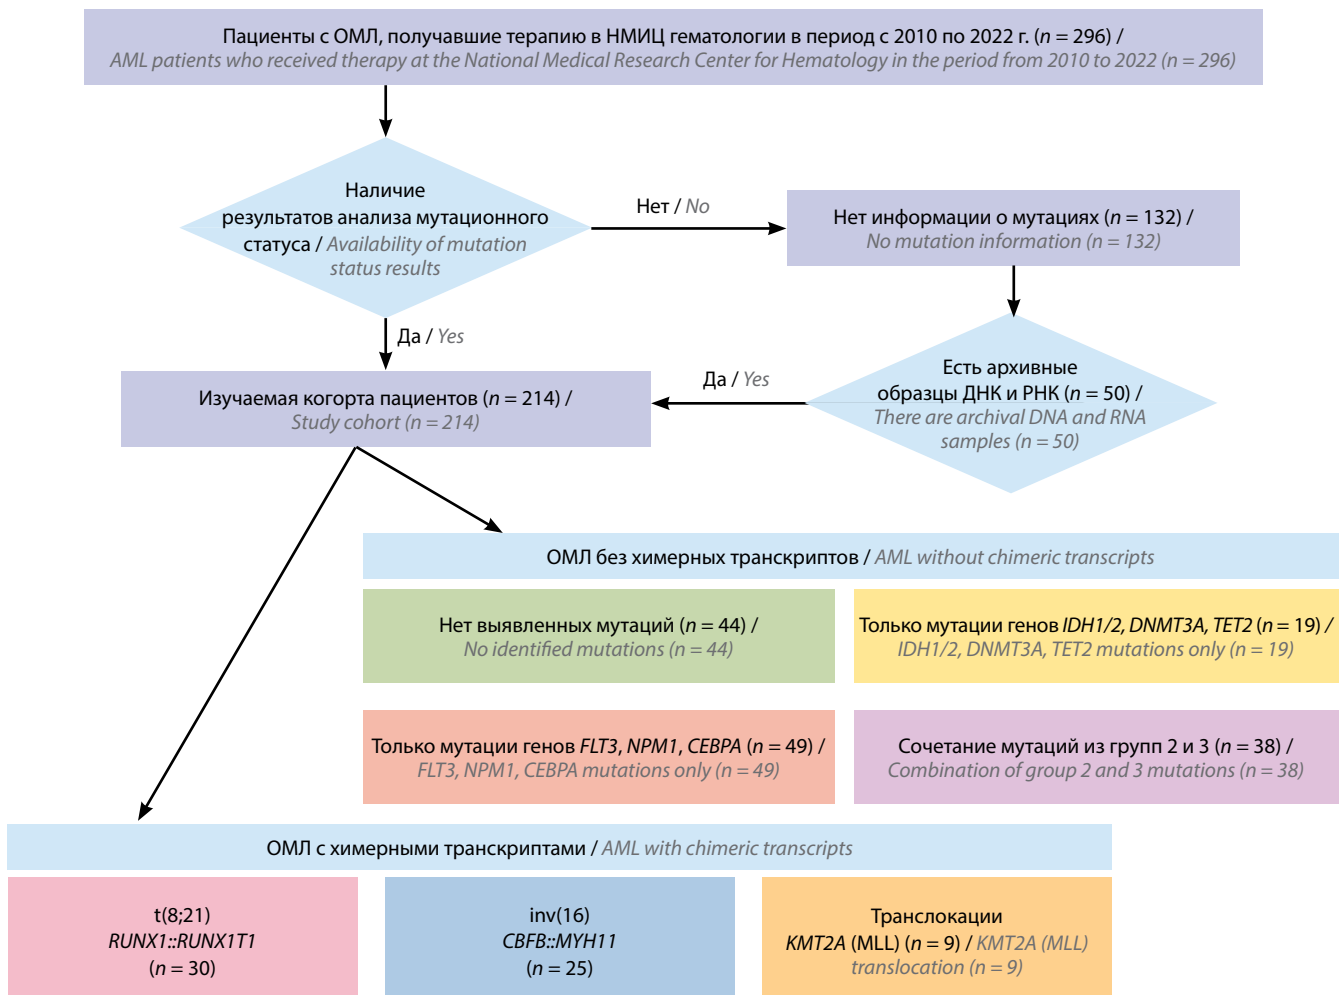 Пациенты с ОМЛ, получавшие терапию в НМИЦ гематологии в период с 2010 по 2022 г. (n = 296) /
AML patients who received therapy at the National Medical Research Center for Hematology in the period from 2010 to 2022 (n = 296)
Наличие
результатов анализа мутационного
статуса / Availability of mutation
status results
Нет / No
Нет информации о мутациях (n = 132) /
No mutation information (n = 132)
Да / Yes
Есть архивные
образцы ДНК и РНК (n = 50) /
There are archival DNA and RNA
samples (n = 50)
Да / Yes
Изучаемая когорта пациентов (n = 214) /
Study cohort (n = 214)
ОМЛ без химерных транскриптов / AML without chimeric transcripts
Нет выявленных мутаций (n = 44) /
No identified mutations (n = 44)
Только мутации генов IDH1/2, DNMT3A, TET2 (n = 19) /
IDH1/2, DNMT3A, TET2 mutations only (n = 19)
Только мутации генов FLT3, NPM1, CEBPA (n = 49) /
FLT3, NPM1, CEBPA mutations only (n = 49)
Сочетание мутаций из групп 2 и 3 (n = 38) /
Combination of group 2 and 3 mutations (n = 38)
ОМЛ с химерными транскриптами / AML with chimeric transcripts
t(8;21)
RUNX1::RUNX1T1
(n = 30)
inv(16)
CBFB::MYH11
(n = 25)
Транслокации
KMT2A (MLL) (n = 9) / KMT2A (MLL)
translocation (n = 9)